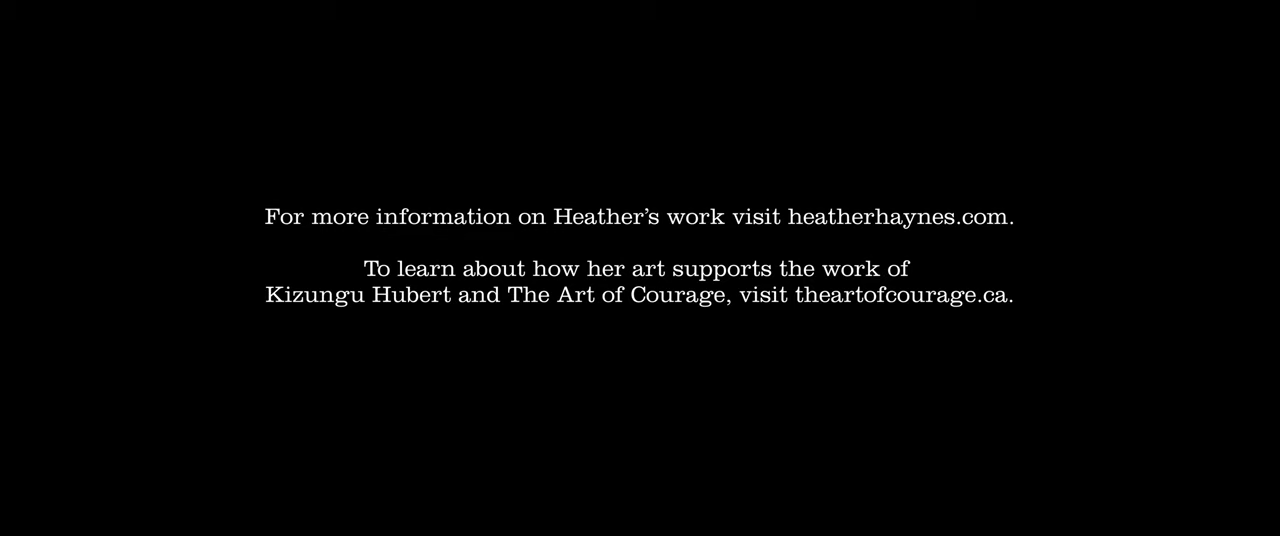 For more information on Heather’s work visit heatherhaynes.com.
To learn about how her art supports the work of
Kizungu Hubert and The Art of Courage, visit theartofcourage.ca.